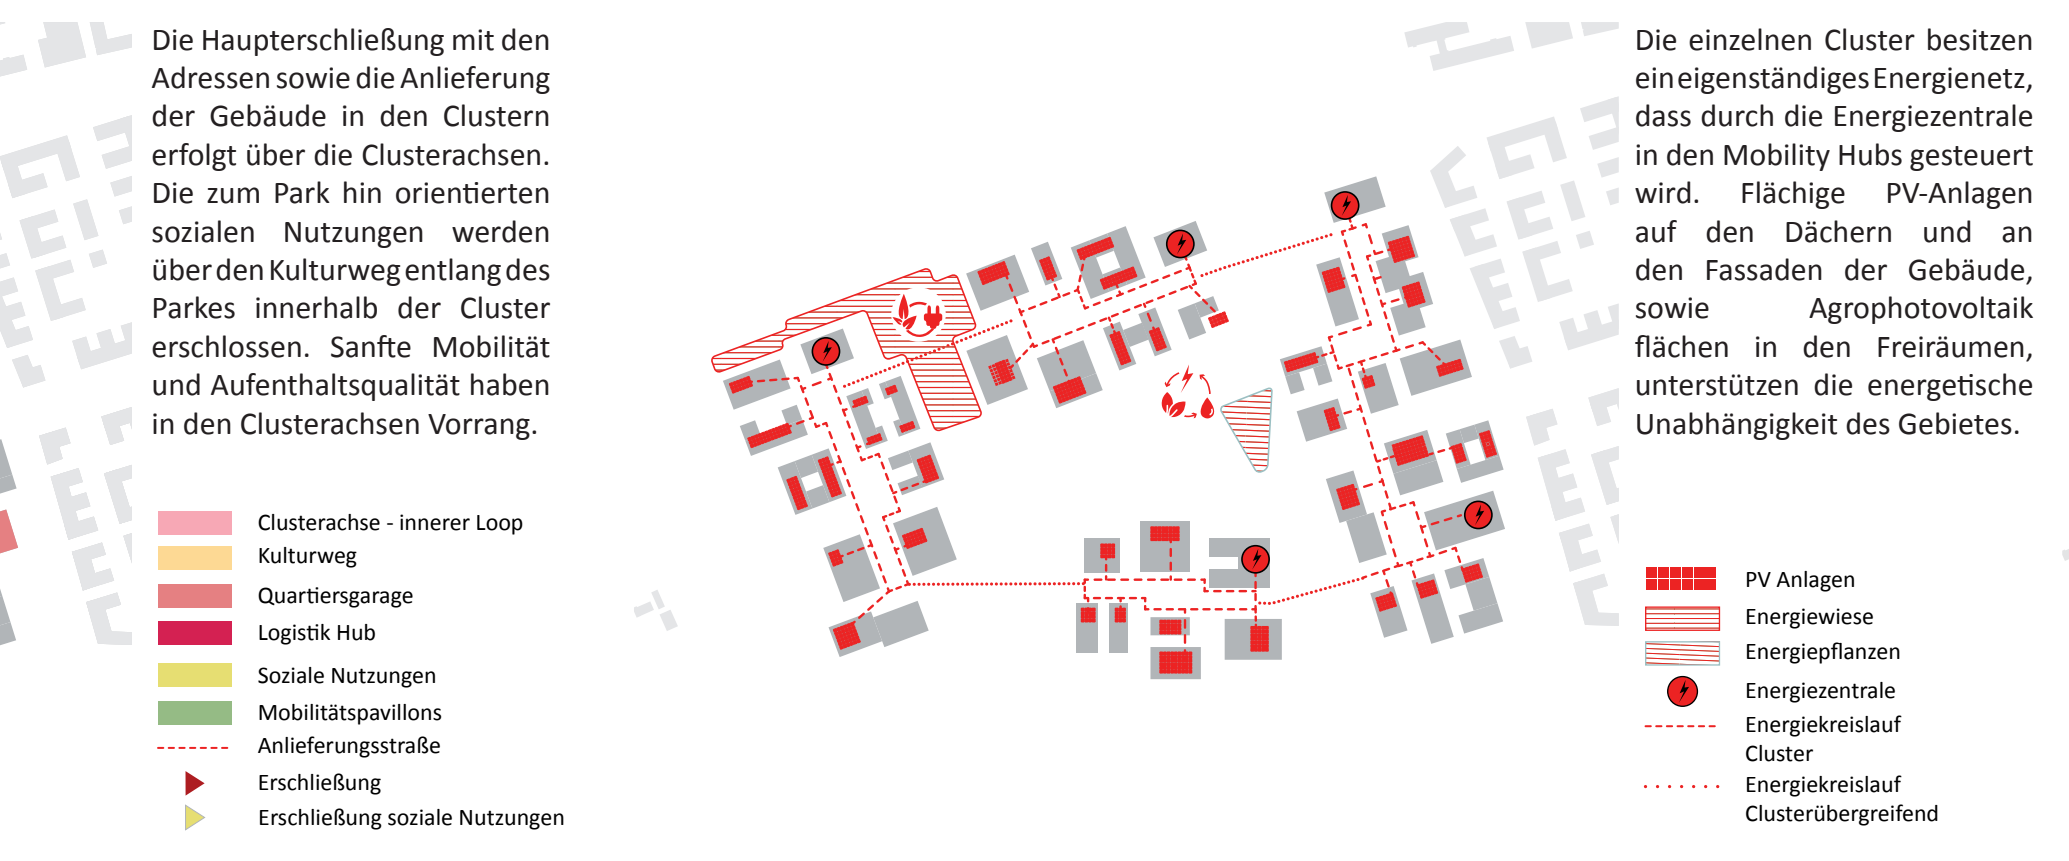 Die Haupterschließung mit den
Adressen sowie die Anlieferung
der Gebäude in den Clustern
erfolgt über die Clusterachsen.
Die zum Park hin orientierten
sozialen Nutzungen werden
über den Kulturweg entlang des
Parkes innerhalb der Cluster
erschlossen. Sanfte Mobilität
und Aufenthaltsqualität haben
in den Clusterachsen Vorrang.
Clusterachse - innerer Loop
Kulturweg
Quartiersgarage
Logistik Hub
Soziale Nutzungen
Mobilitätspavillons
Anlieferungsstraße
Erschließung
Erschließung soziale Nutzungen
Die einzelnen Cluster besitzen
ein eigenständiges Energienetz,
dass durch die Energiezentrale
in den Mobility Hubs gesteuert
wird. Flächige PV-Anlagen
auf den Dächern und an
den Fassaden der Gebäude,
sowie Agrophotovoltaik
flächen in den Freiräumen,
unterstützen die energetische
Unabhängigkeit des Gebietes.
PV Anlagen
Energiewiese
Energiepflanzen
Energiezentrale
Energiekreislauf
Cluster
Energiekreislauf
Clusterübergreifend